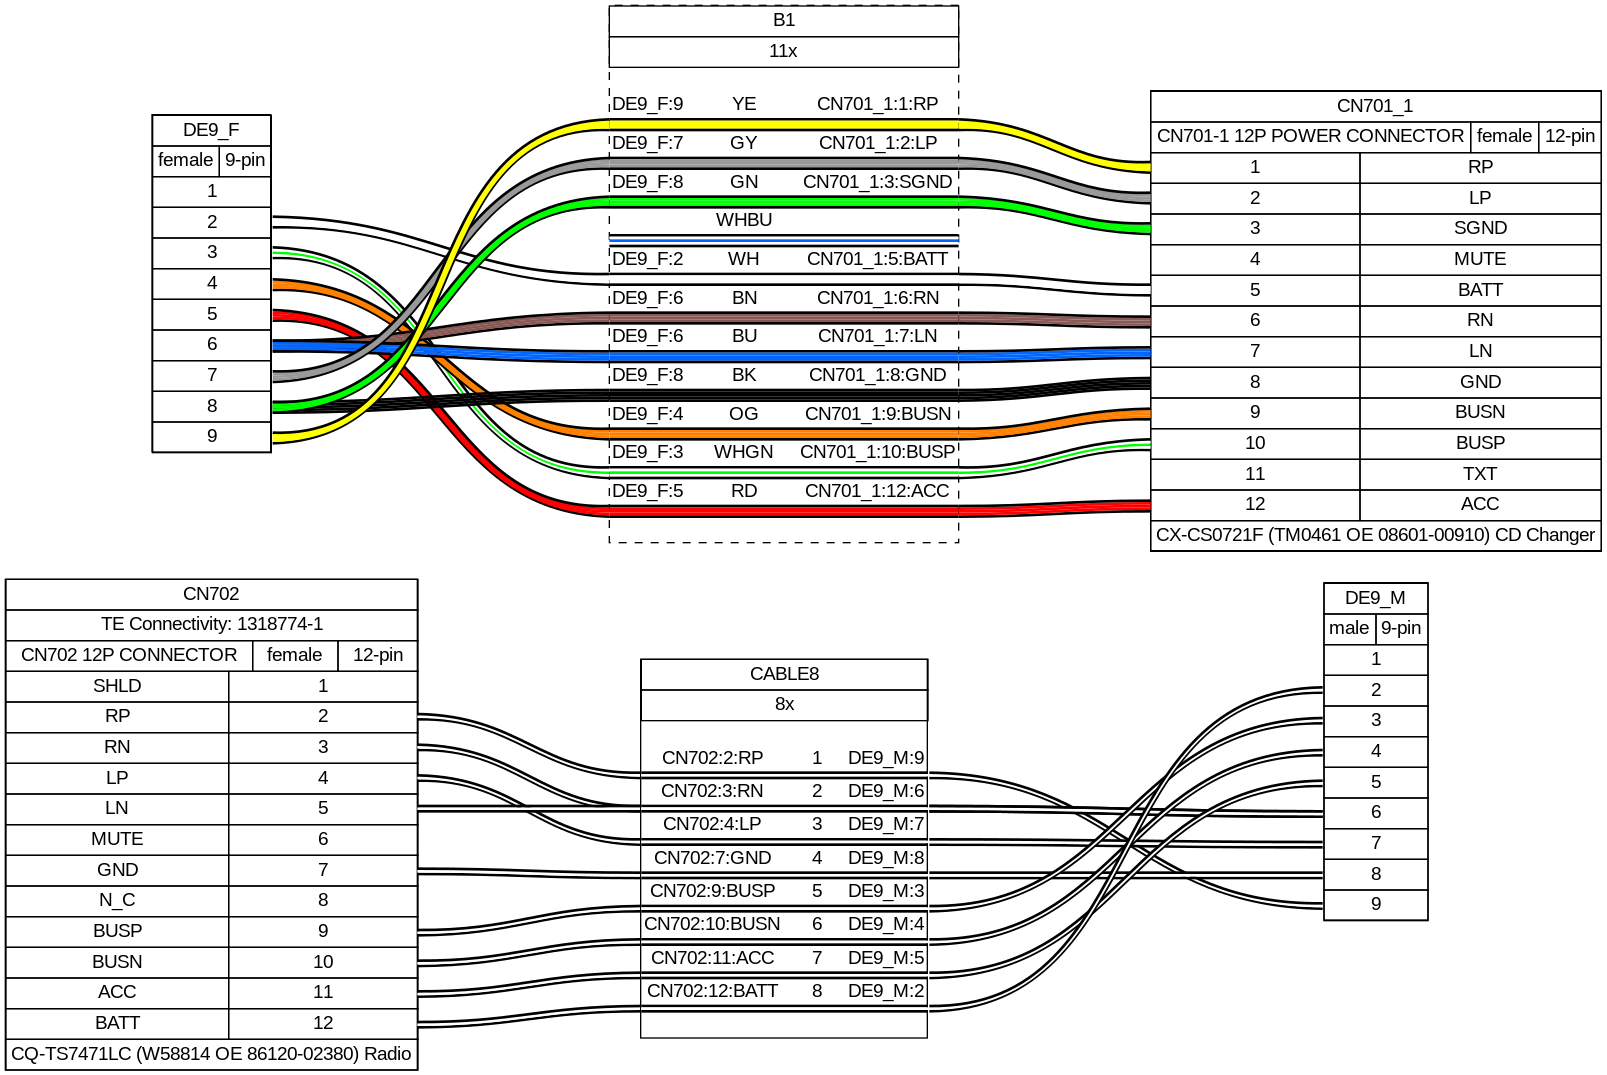 B1
11x
DE9_F:9 YE CN701_1:1:RP
DE9_F:7 GY CN701_1:2:LP
DE9_F:8 GN CN701_1:3:SGND
WHBU
DE9_F:2 WH CN701_1:5:BATT
DE9_F:6 BN CN701_1:6:RN
DE9_F:6 BU CN701_1:7:LN
DE9_F:8 BK CN701_1:8:GND
DE9_F:4 OG CN701_1:9:BUSN
DE9_F:3 WHGN CN701_1:10:BUSP
DE9_F:5 RD CN701_1:12:ACC
DE9_F
female 9-pin
1
2
3
4
5
6
7
8
9
CN701_1
CN701-1 12P POWER CONNECTOR female 12-pin
1 RP
2 LP
3 SGND
4 MUTE
5 BATT
6 RN
7 LN
8 GND
9 BUSN
10 BUSP
11 TXT
12 ACC
CX-CS0721F (TM0461 OE 08601-00910) CD Changer
CN702
TE Connectivity: 1318774-1
CN702 12P CONNECTOR female 12-pin
SHLD 1
RP 2
RN 3
LP 4
LN 5
MUTE 6
GND 7
N_C 8
BUSP 9
BUSN 10
ACC 11
BATT 12
CQ-TS7471LC (W58814 OE 86120-02380) Radio
CABLE8
8x
CN702:2:RP 1 DE9_M:9
CN702:3:RN 2 DE9_M:6
CN702:4:LP 3 DE9_M:7
CN702:7:GND 4 DE9_M:8
CN702:9:BUSP 5 DE9_M:3
CN702:10:BUSN 6 DE9_M:4
CN702:11:ACC 7 DE9_M:5
CN702:12:BATT 8 DE9_M:2
DE9_M
male 9-pin
1
2
3
4
5
6
7
8
9